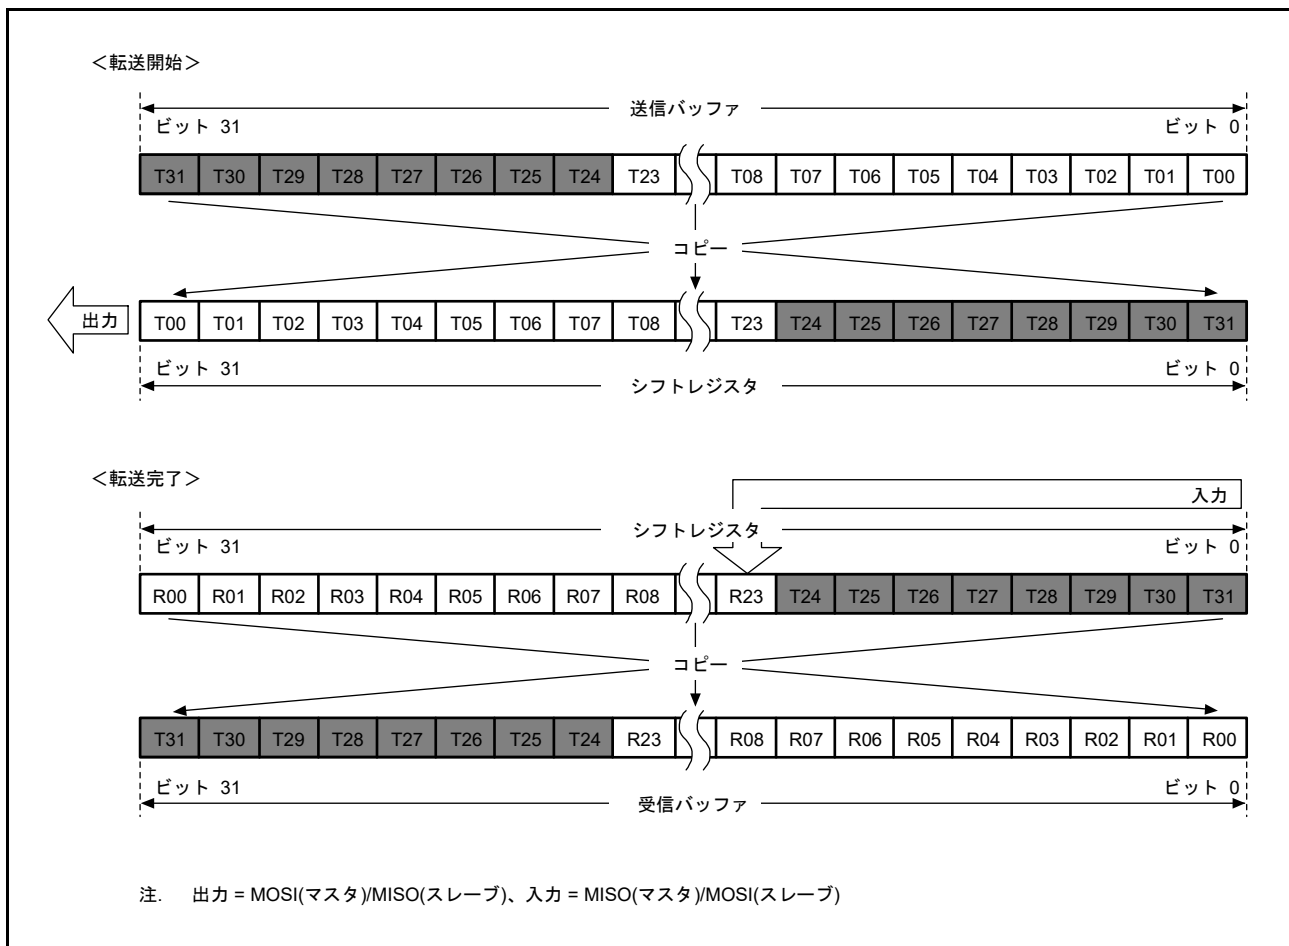 ＜転送開始＞
送信バッファ
ビット 31 ビット 0
T31 T30 T29 T28 T27 T26 T25 T24 T23 T08 T07 T06 T05 T04 T03 T02 T01 T00
コピー
出力 T00 T01 T02 T03 T04 T05 T06 T07 T08 T23 T24 T25 T26 T27 T28 T29 T30 T31
ビット 31 ビット 0
シフトレジスタ
＜転送完了＞
入力
シフトレジスタ
ビット 31 ビット 0
R00 R01 R02 R03 R04 R05 R06 R07 R08 R23 T24 T25 T26 T27 T28 T29 T30 T31
コピー
T31 T30 T29 T28 T27 T26 T25 T24 R23 R08 R07 R06 R05 R04 R03 R02 R01 R00
ビット 31 ビット 0
受信バッファ
注. 出力 = MOSI(マスタ)/MISO(スレーブ)、入力 = MISO(マスタ)/MOSI(スレーブ)